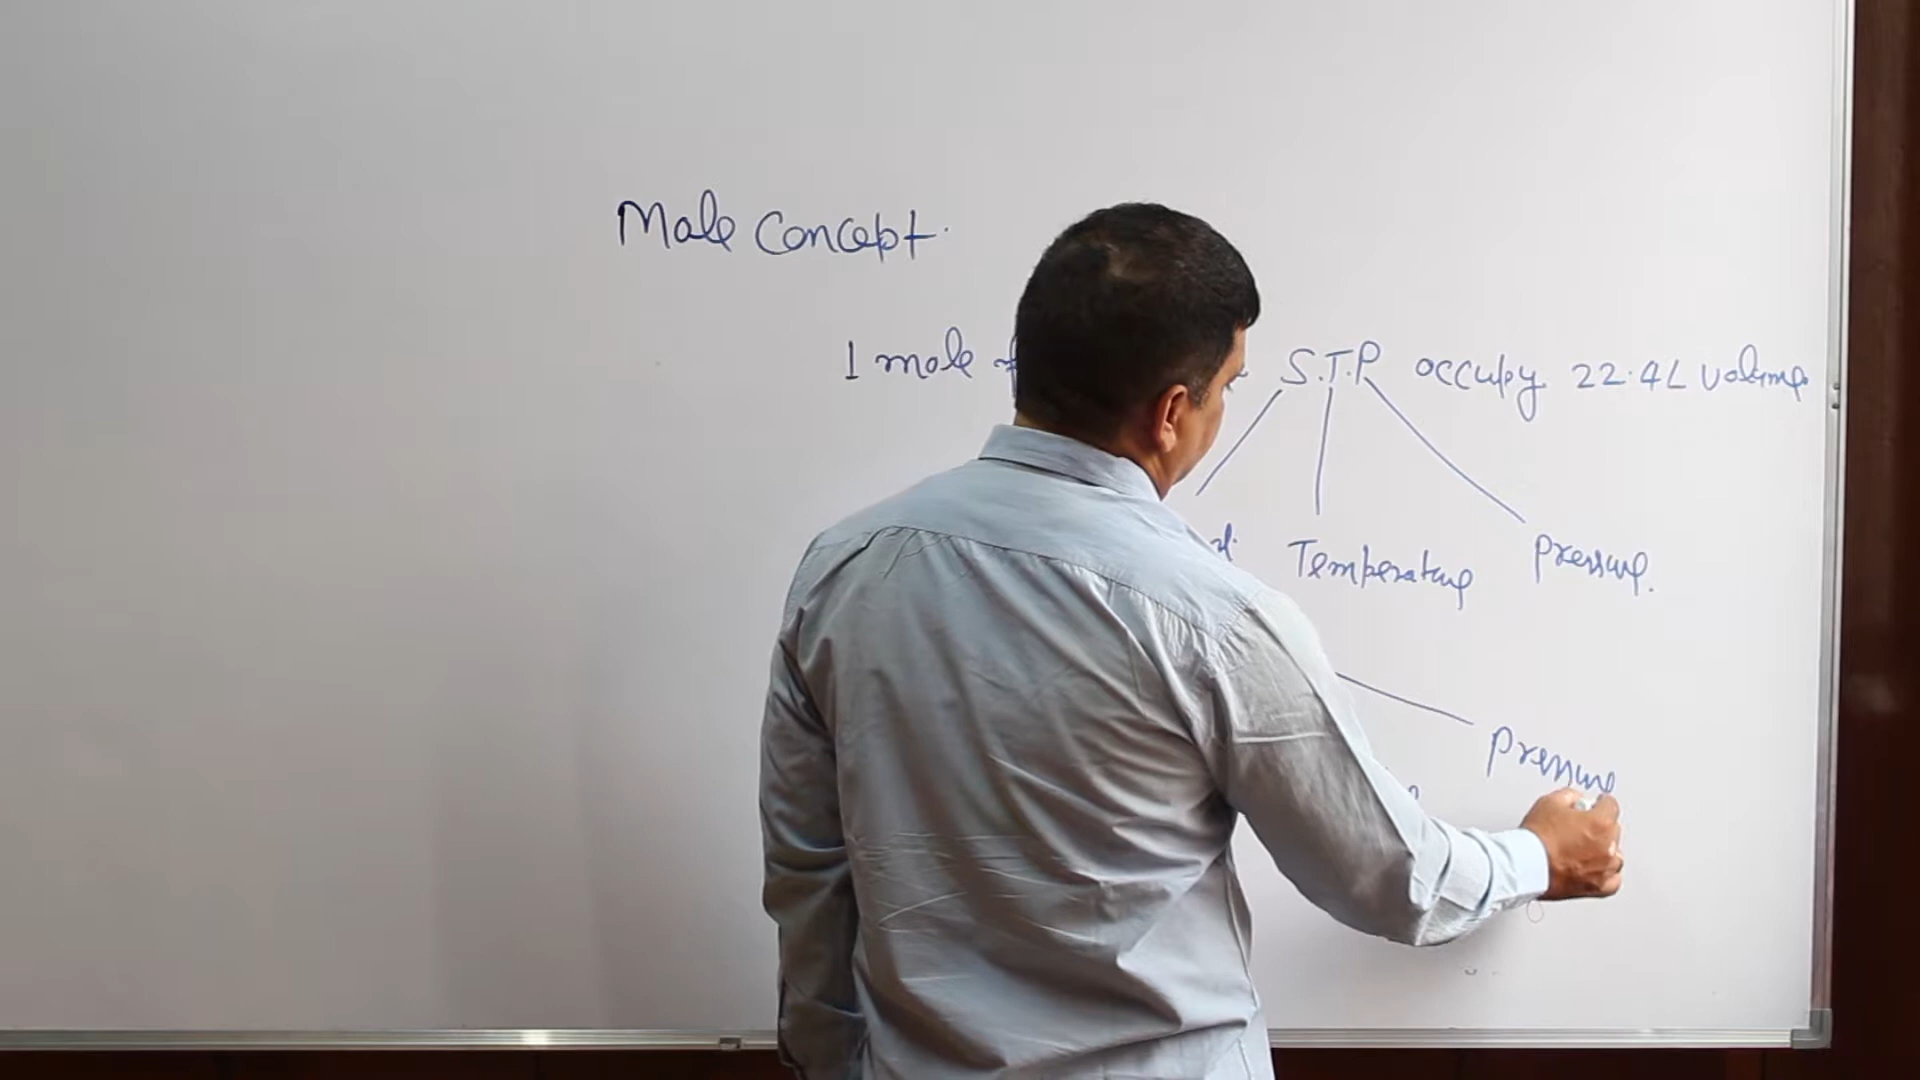 Mole Concept.
1 mole S.T.P occupy 22.4L volume
Temperature pressure.
pressure